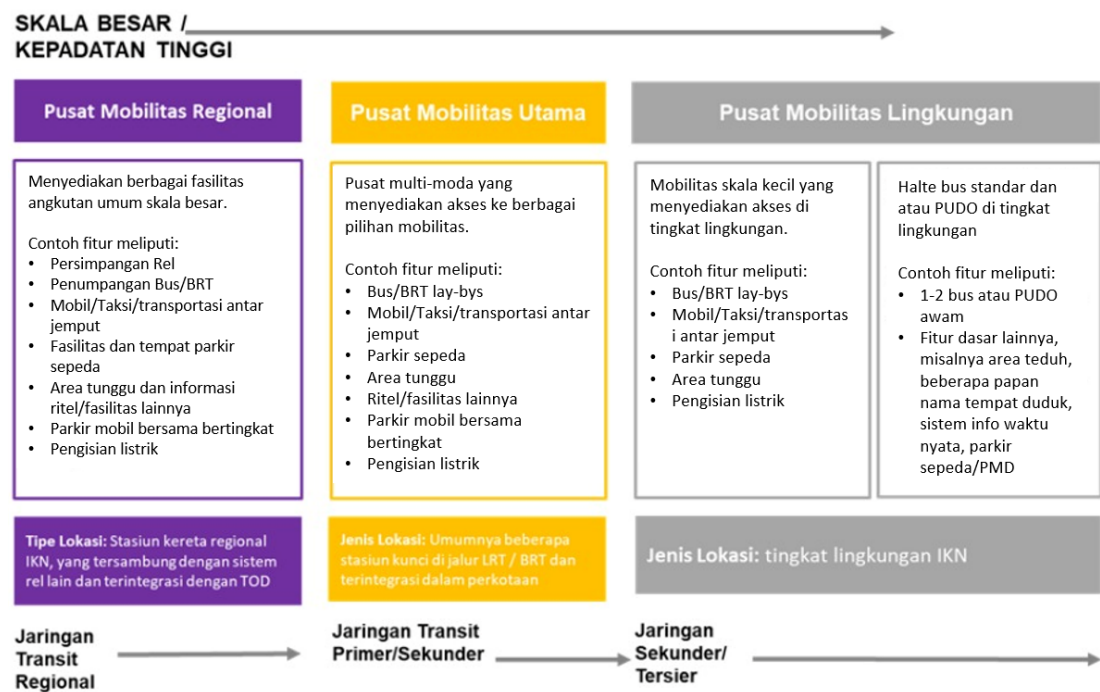 SKALA BESAR /
KEPADATAN TINGGI
Pusat Mobilitas Regional
Menyediakan berbagai fasilitas
angkutan umum skala besar.
Contoh fitur meliputi:
• Persimpangan Rel
• Penumpangan Bus/BRT
• Mobil/Taksi/transportasi antar
jemput
• Fasilitas dan tempat parkir
sepeda
• Area tunggu dan informasi
ritel/fasilitas lainnya
• Parkir mobil bersama bertingkat
• Pengisian listrik
Tipe Lokasi: Stasiun kereta regional
IKN, yang tersambung dengan sistem
rel lain dan terintegrasi dengan TOD
Jaringan
Transit
Regional
Pusat Mobilitas Utama
Pusat multi-moda yang
menyediakan akses ke berbagai
pilihan mobilitas.
Contoh fitur meliputi:
• Bus/BRT lay-bys
• Mobil/Taksi/transportasi antar
jemput
• Parkir sepeda
• Area tunggu
• Ritel/fasilitas lainnya
• Parkir mobil bersama
bertingkat
• Pengisian listrik
Jenis Lokasi: Umumnya beberapa
stasiun kunci di jalur LRT / BRT dan
terintegrasi dalam perkotaan
Jaringan Transit
Primer/Sekunder
Pusat Mobilitas Lingkungan
Mobilitas skala kecil yang
menyediakan akses di
tingkat lingkungan.
Contoh fitur meliputi:
• Bus/BRT lay-bys
• Mobil/Taksi/transportas
i antar jemput
• Parkir sepeda
• Area tunggu
• Pengisian listrik
Halte bus standar dan
atau PUDO di tingkat
lingkungan
Contoh fitur meliputi:
• 1-2 bus atau PUDO
awam
• Fitur dasar lainnya,
misalnya area teduh,
beberapa papan
nama tempat duduk,
sistem info waktu
nyata, parkir
sepeda/PMD
Jenis Lokasi: tingkat lingkungan IKN
Jaringan
Sekunder/
Tersier